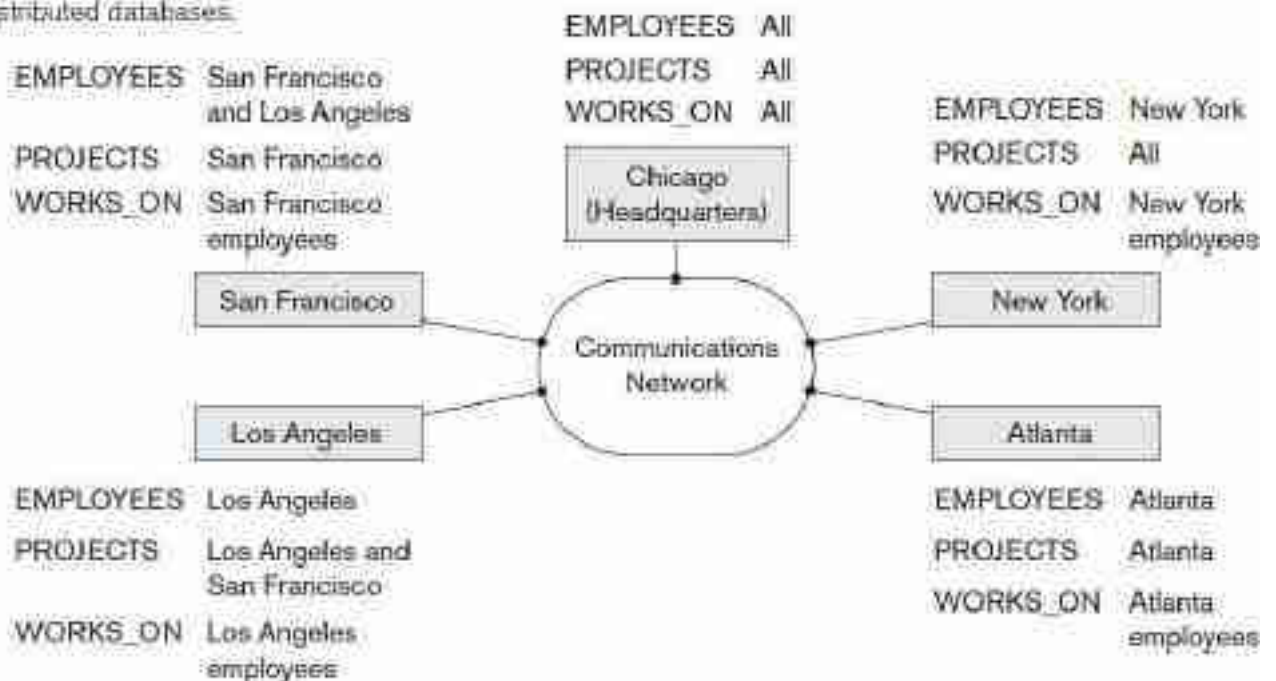 stributed databases.
EMPLOYEES All
PROJECTS All
WORKS_ON All
Chicago
(Headquarters)
EMPLOYEES San Francisco
and Los Angeles
PROJECTS San Francisco
WORKS_ON San Francisco
employees
San Francisco
EMPLOYEES New York
PROJECTS All
WORKS_ON New York
employees
New York
Communications
Network
Los Angeles
EMPLOYEES Los Angeles
PROJECTS Los Angeles and
San Francisco
WORKS_ON Los Angeles
employees
Atlanta
EMPLOYEES Atlanta
PROJECTS Atlanta
WORKS_ON Atlanta
employees